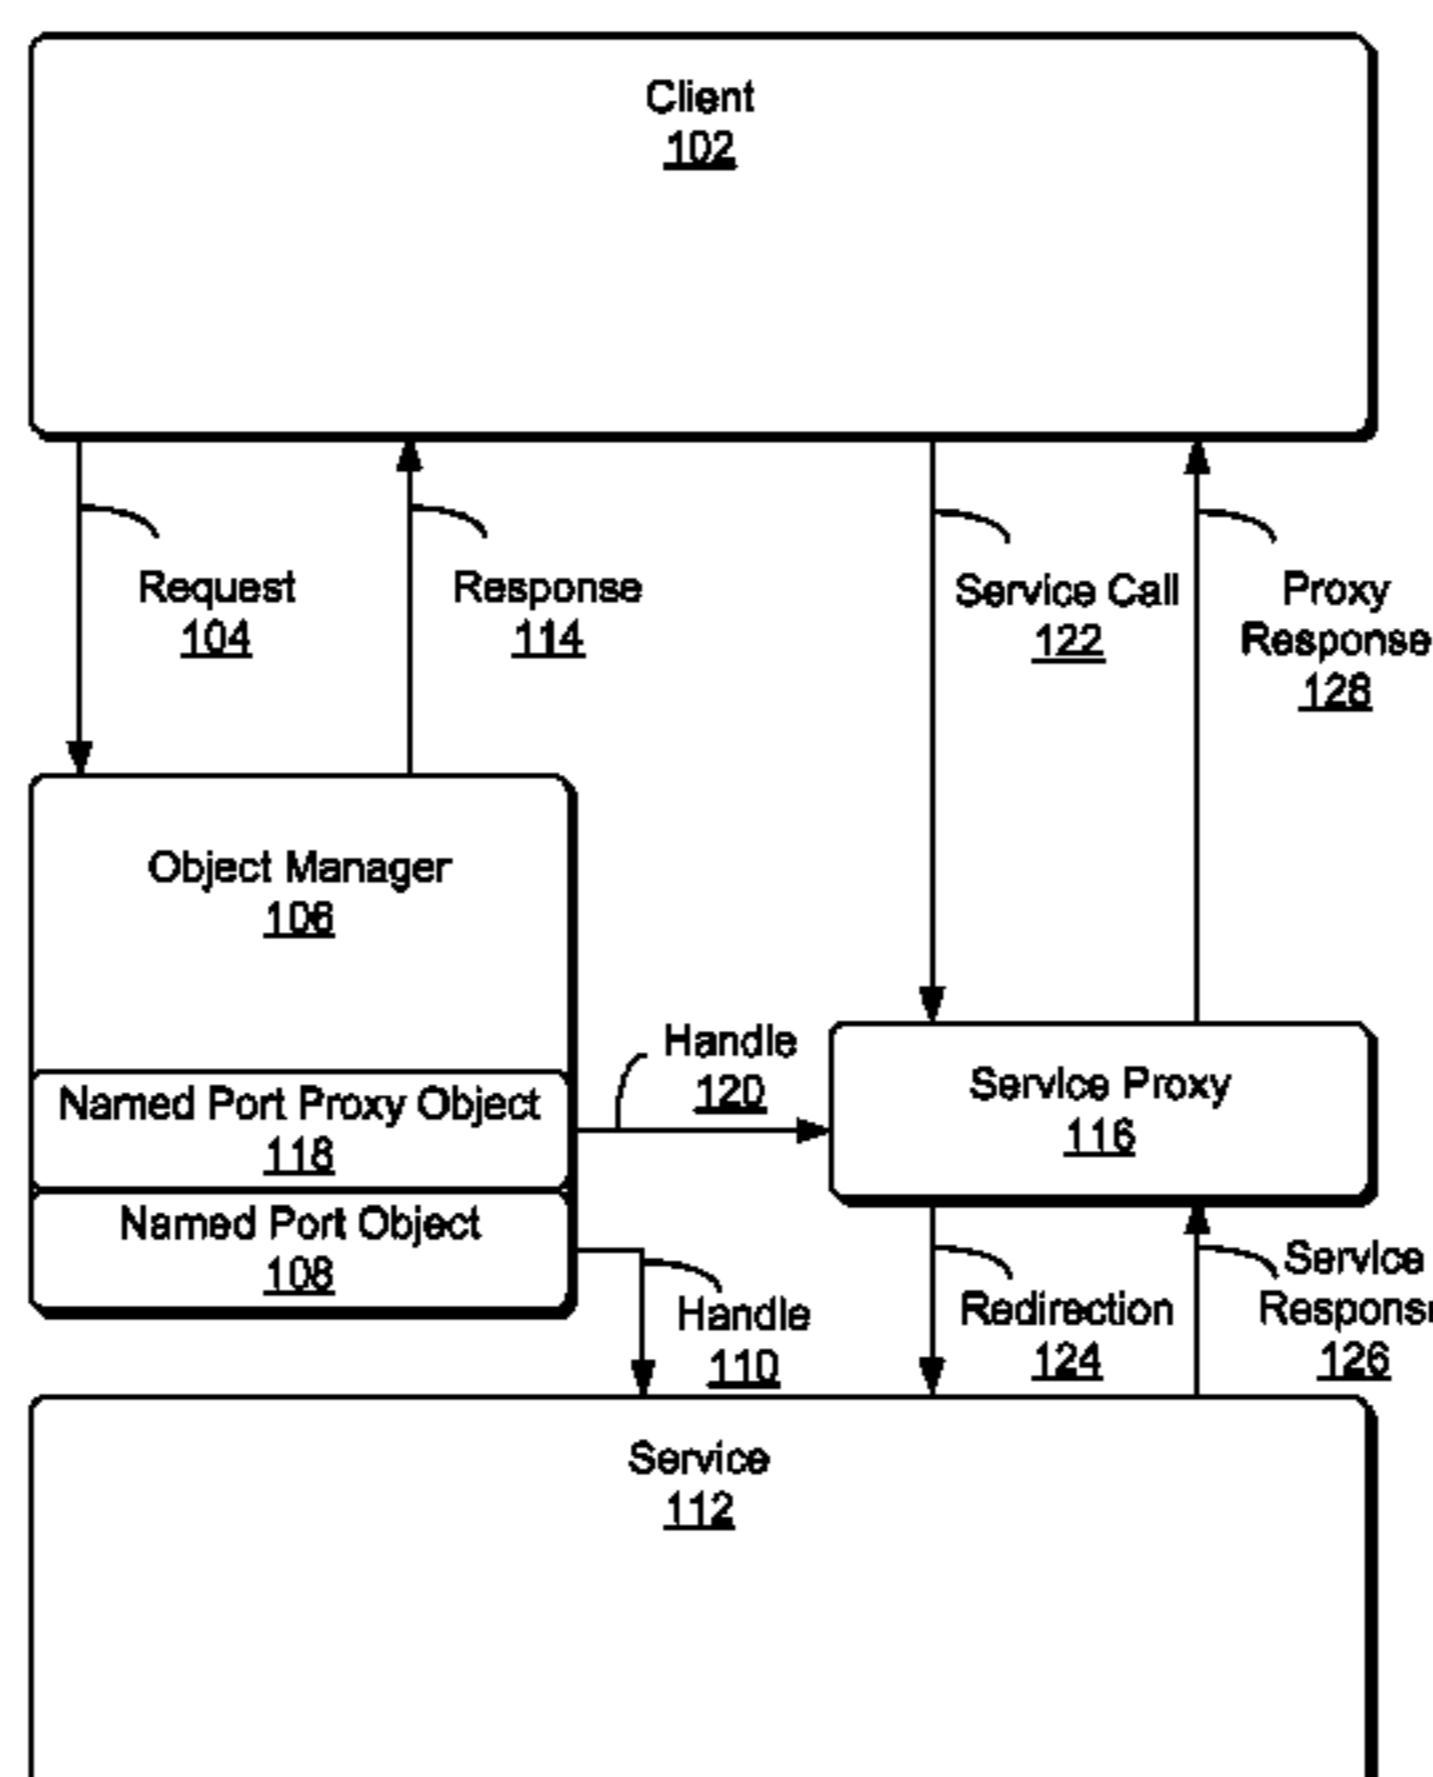 Client
102
Request
104
Response
114
Service Call
122
Proxy
Response
128
Object Manager
106
Handle
120
Service Proxy
116
Named Port Proxy Object
118
Named Port Object
108
Handle
110
Redirection
124
Service
Respons
126
Service
112